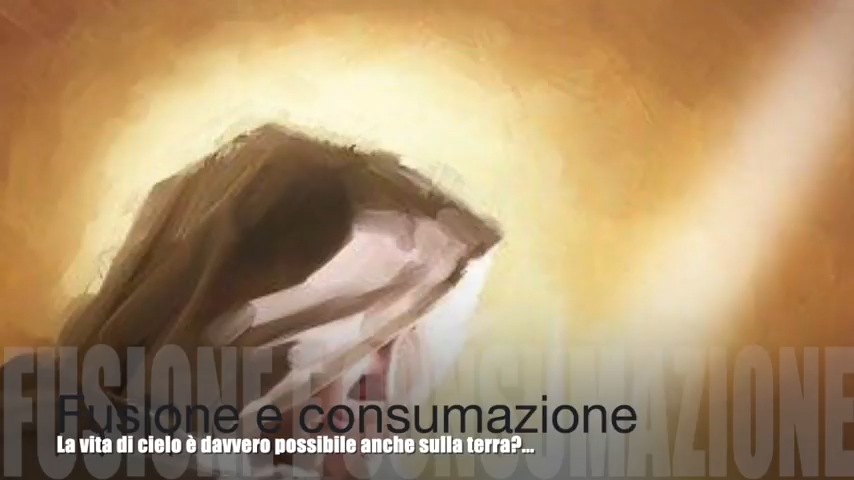 FUSIONE E CONSUMAZIONE
Fusione e consumazione
La vita di cielo è davvero possibile anche sulla terra?...